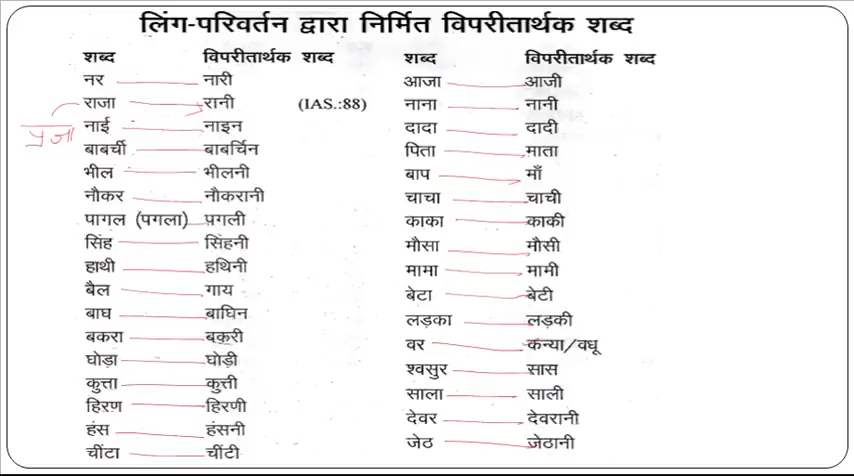 लिंग-परिवर्तन द्वारा निर्मित विपरीतार्थक शब्द
शब्द विपरीतार्थक शब्द
नर नारी
राजा रानी (IAS.:88)
प्रजा
नाई नाइन
बाबर्ची बाबर्चिन
भील भीलनी
नौकर नौकरानी
पागल (पगला) पगली
सिंह सिंहनी
हाथी हथिनी
बैल गाय
बाघ बाघिन
बकरा बकरी
घोड़ा घोड़ी
कुत्ता कुत्ती
हिरण हिरणी
हंस हंसनी
चींटा चींटी
शब्द विपरीतार्थक शब्द
आजा आजी
नाना नानी
दादा दादी
पिता माता
बाप माँ
चाचा चाची
काका काकी
मौसा मौसी
मामा मामी
बेटा बेटी
लड़का लड़की
वर कन्या/वधू
श्वसुर सास
साला साली
देवर देवरानी
जेठ जेठानी